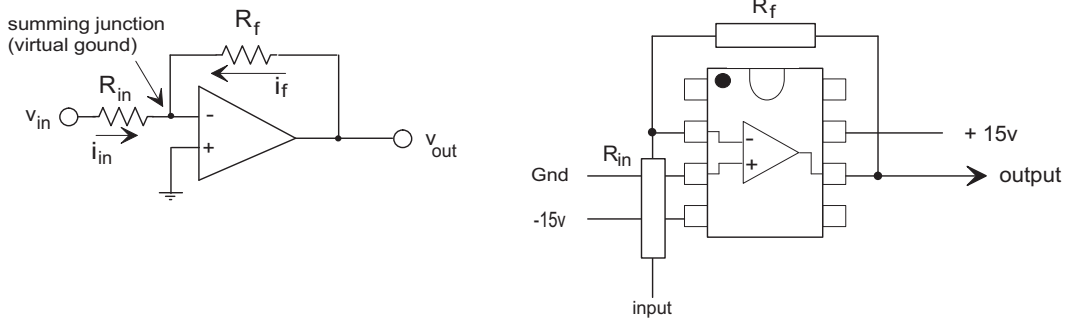 summing junction
(virtual gound)
R_f
i_f
R_in
v_in
i_in
-
+
v_out
R_f
-
+
R_in
Gnd
-15v
+ 15v
output
input